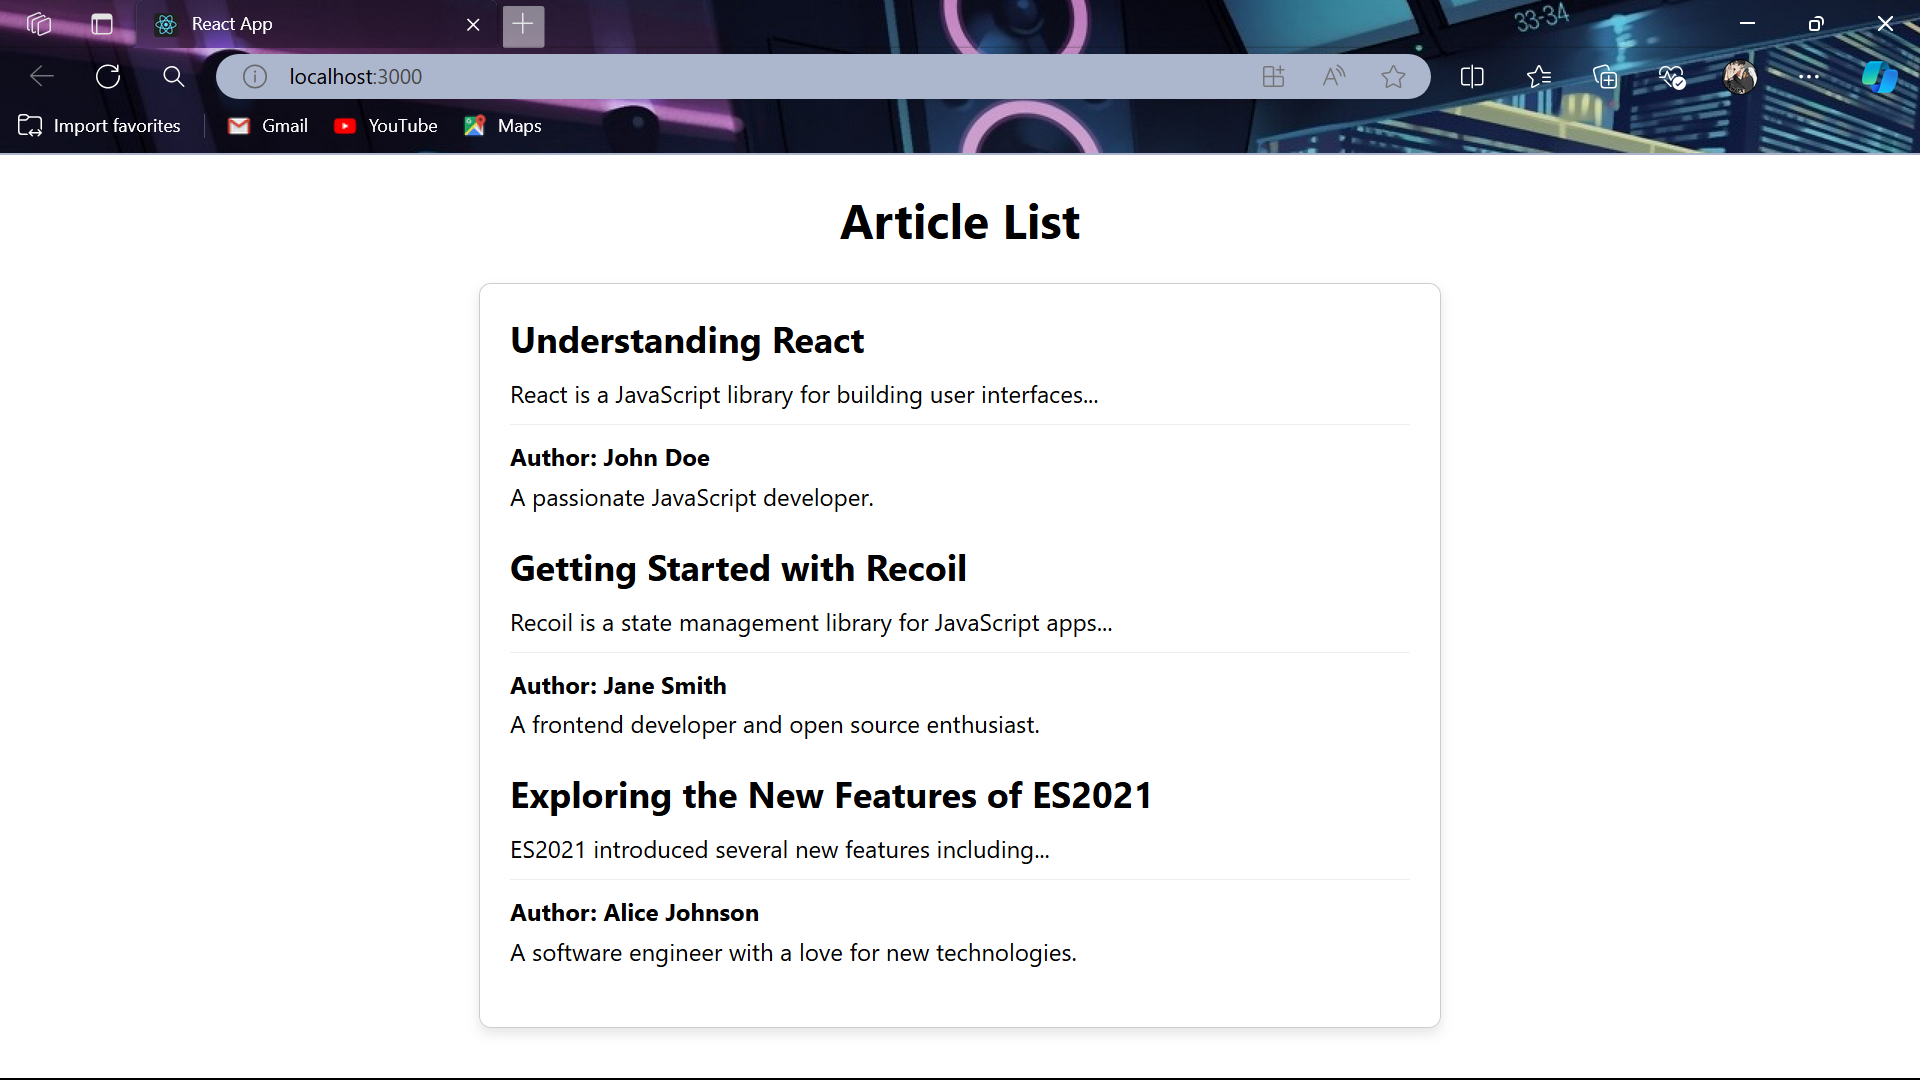 React App
33-34
localhost:3000
Import favorites
Gmail
YouTube
Maps
Article List
Understanding React
React is a JavaScript library for building user interfaces...
Author: John Doe
A passionate JavaScript developer.
Getting Started with Recoil
Recoil is a state management library for JavaScript apps...
Author: Jane Smith
A frontend developer and open source enthusiast.
Exploring the New Features of ES2021
ES2021 introduced several new features including...
Author: Alice Johnson
A software engineer with a love for new technologies.